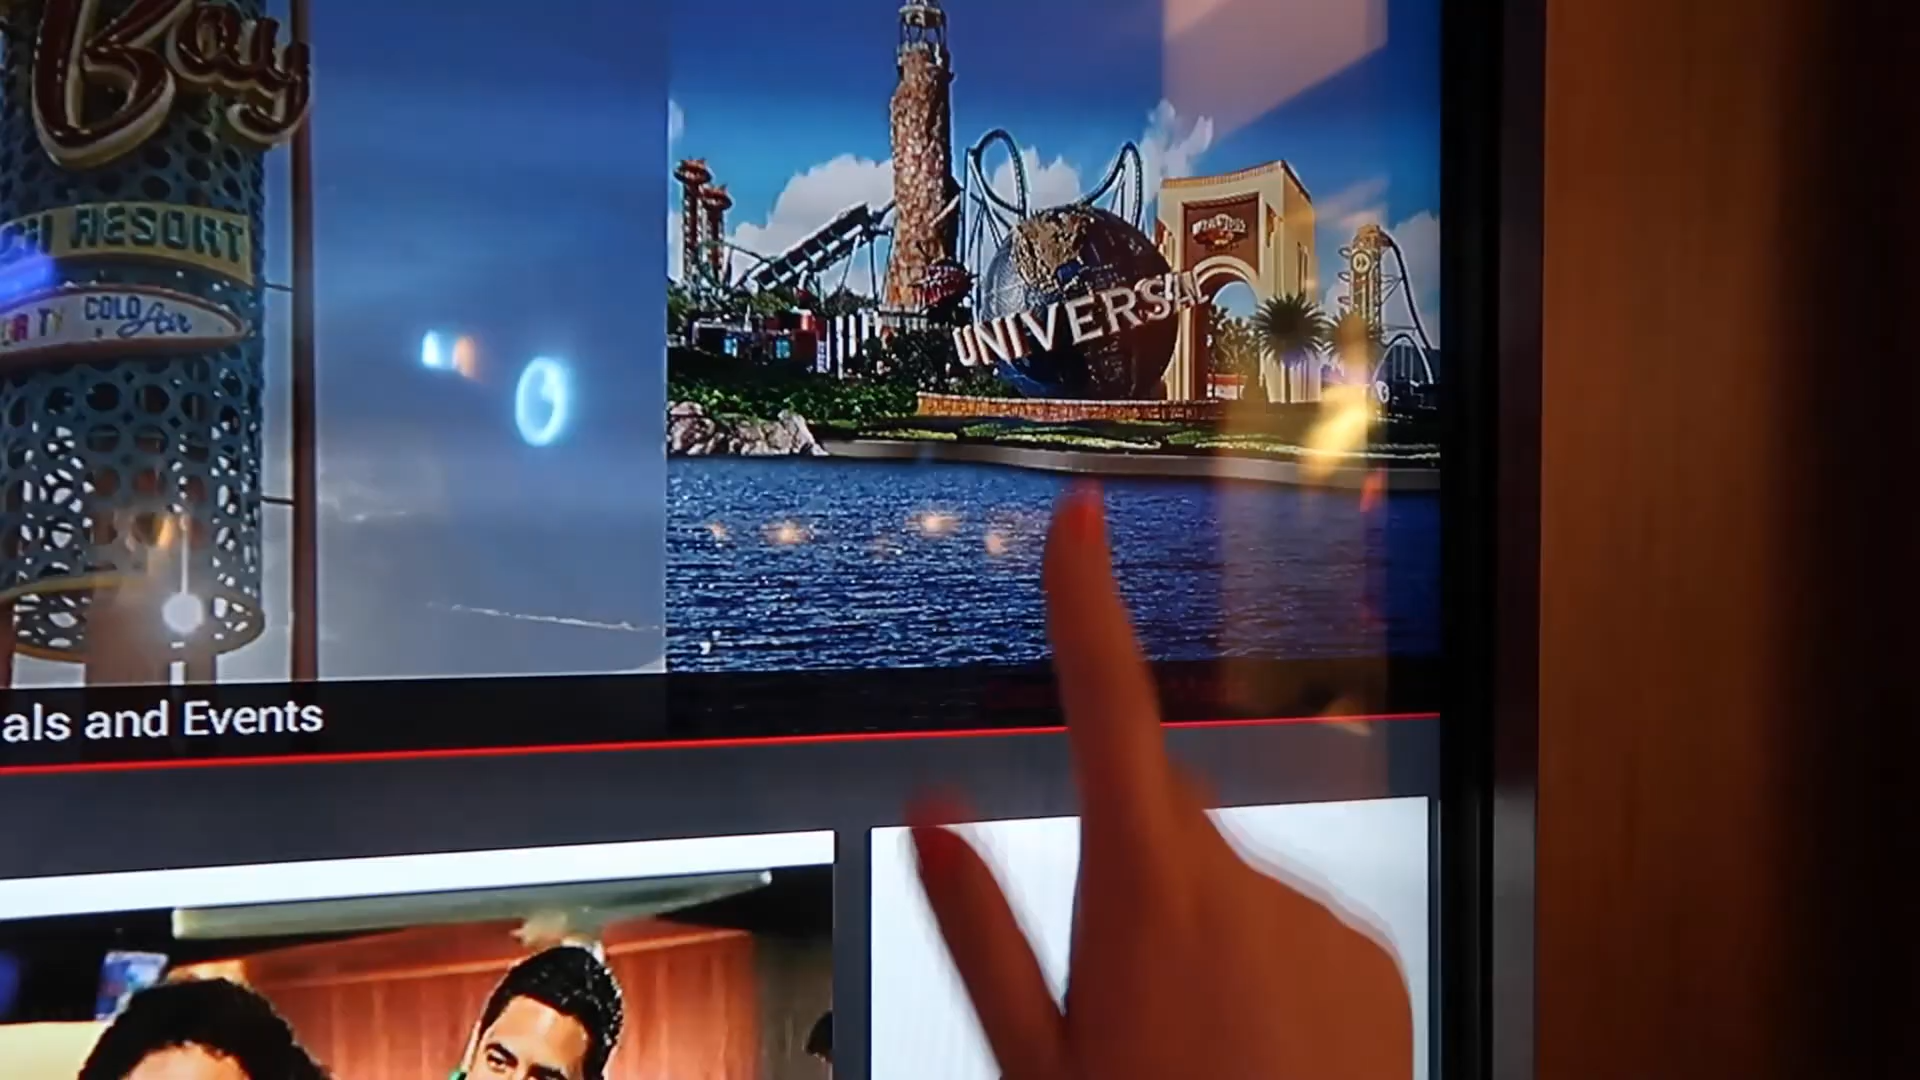 Bay
RESORT
COLD Air
UNIVERSAL
als and Events